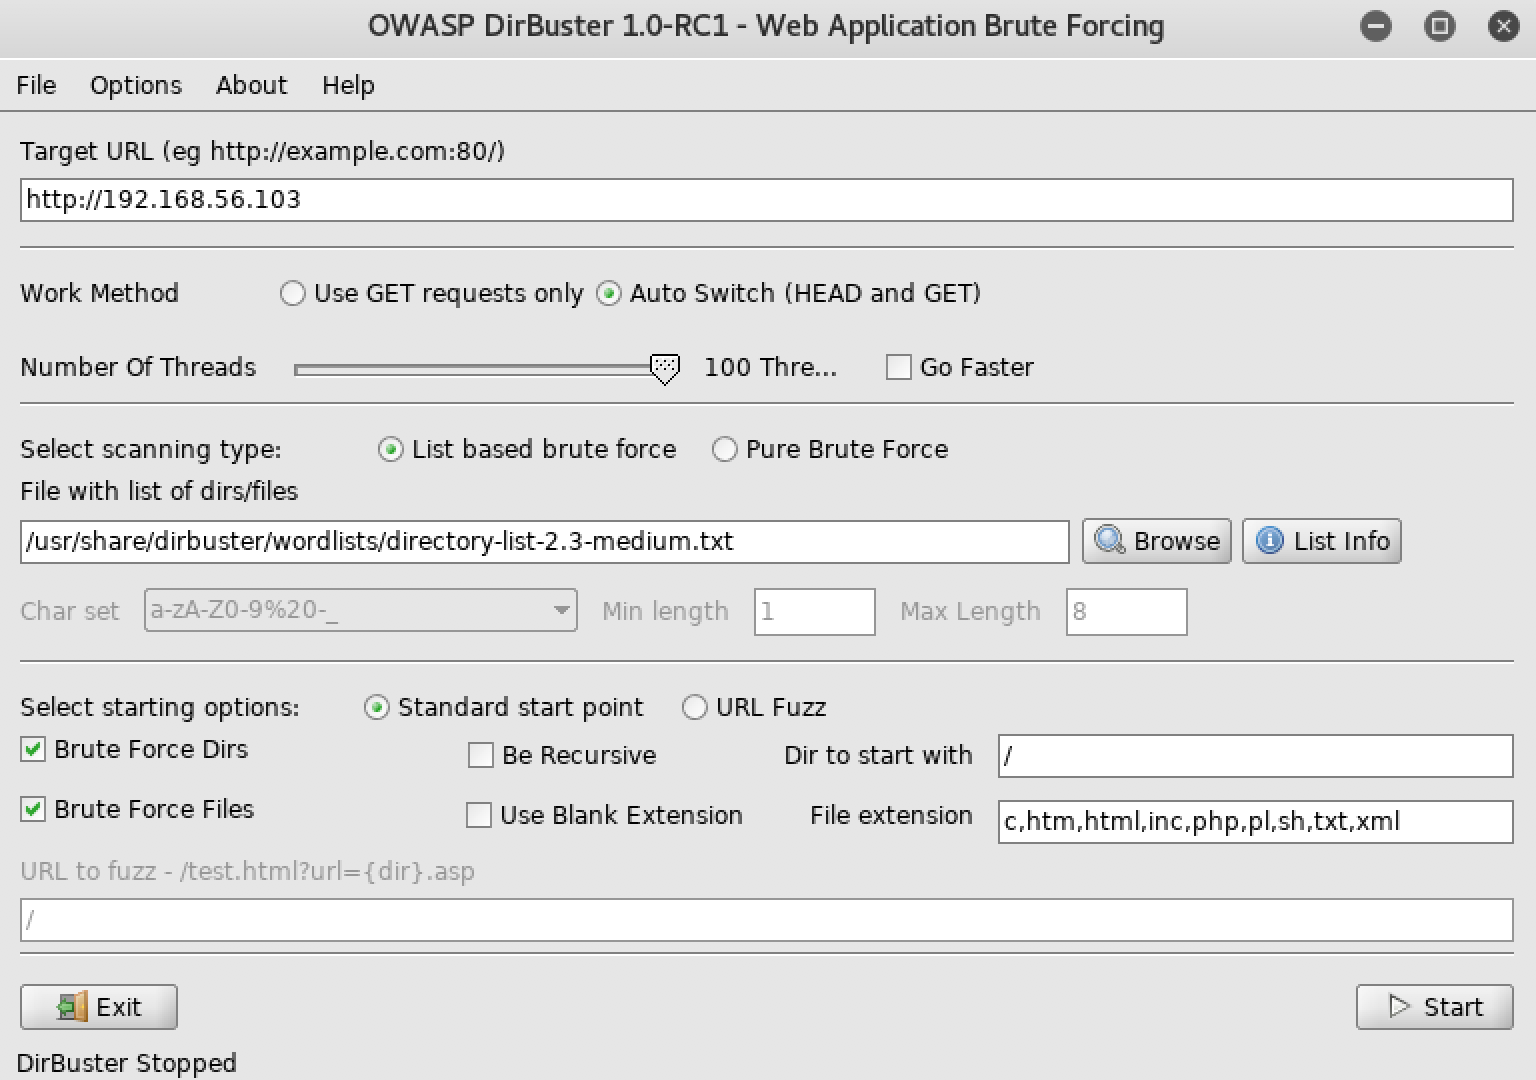 OWASP DirBuster 1.0-RC1 - Web Application Brute Forcing
File Options About Help
Target URL (eg http://example.com:80/)
http://192.168.56.103
Work Method Use GET requests only Auto Switch (HEAD and GET)
Number Of Threads 100 Thre... Go Faster
Select scanning type: List based brute force Pure Brute Force
File with list of dirs/files
/usr/share/dirbuster/wordlists/directory-list-2.3-medium.txt Browse List Info
Char set a-zA-Z0-9%20-_ Min length 1 Max Length 8
Select starting options: Standard start point URL Fuzz
Brute Force Dirs Be Recursive Dir to start with /
Brute Force Files Use Blank Extension File extension c,htm,html,inc,php,pl,sh,txt,xml
URL to fuzz - /test.html?url={dir}.asp
/
Exit Start
DirBuster Stopped